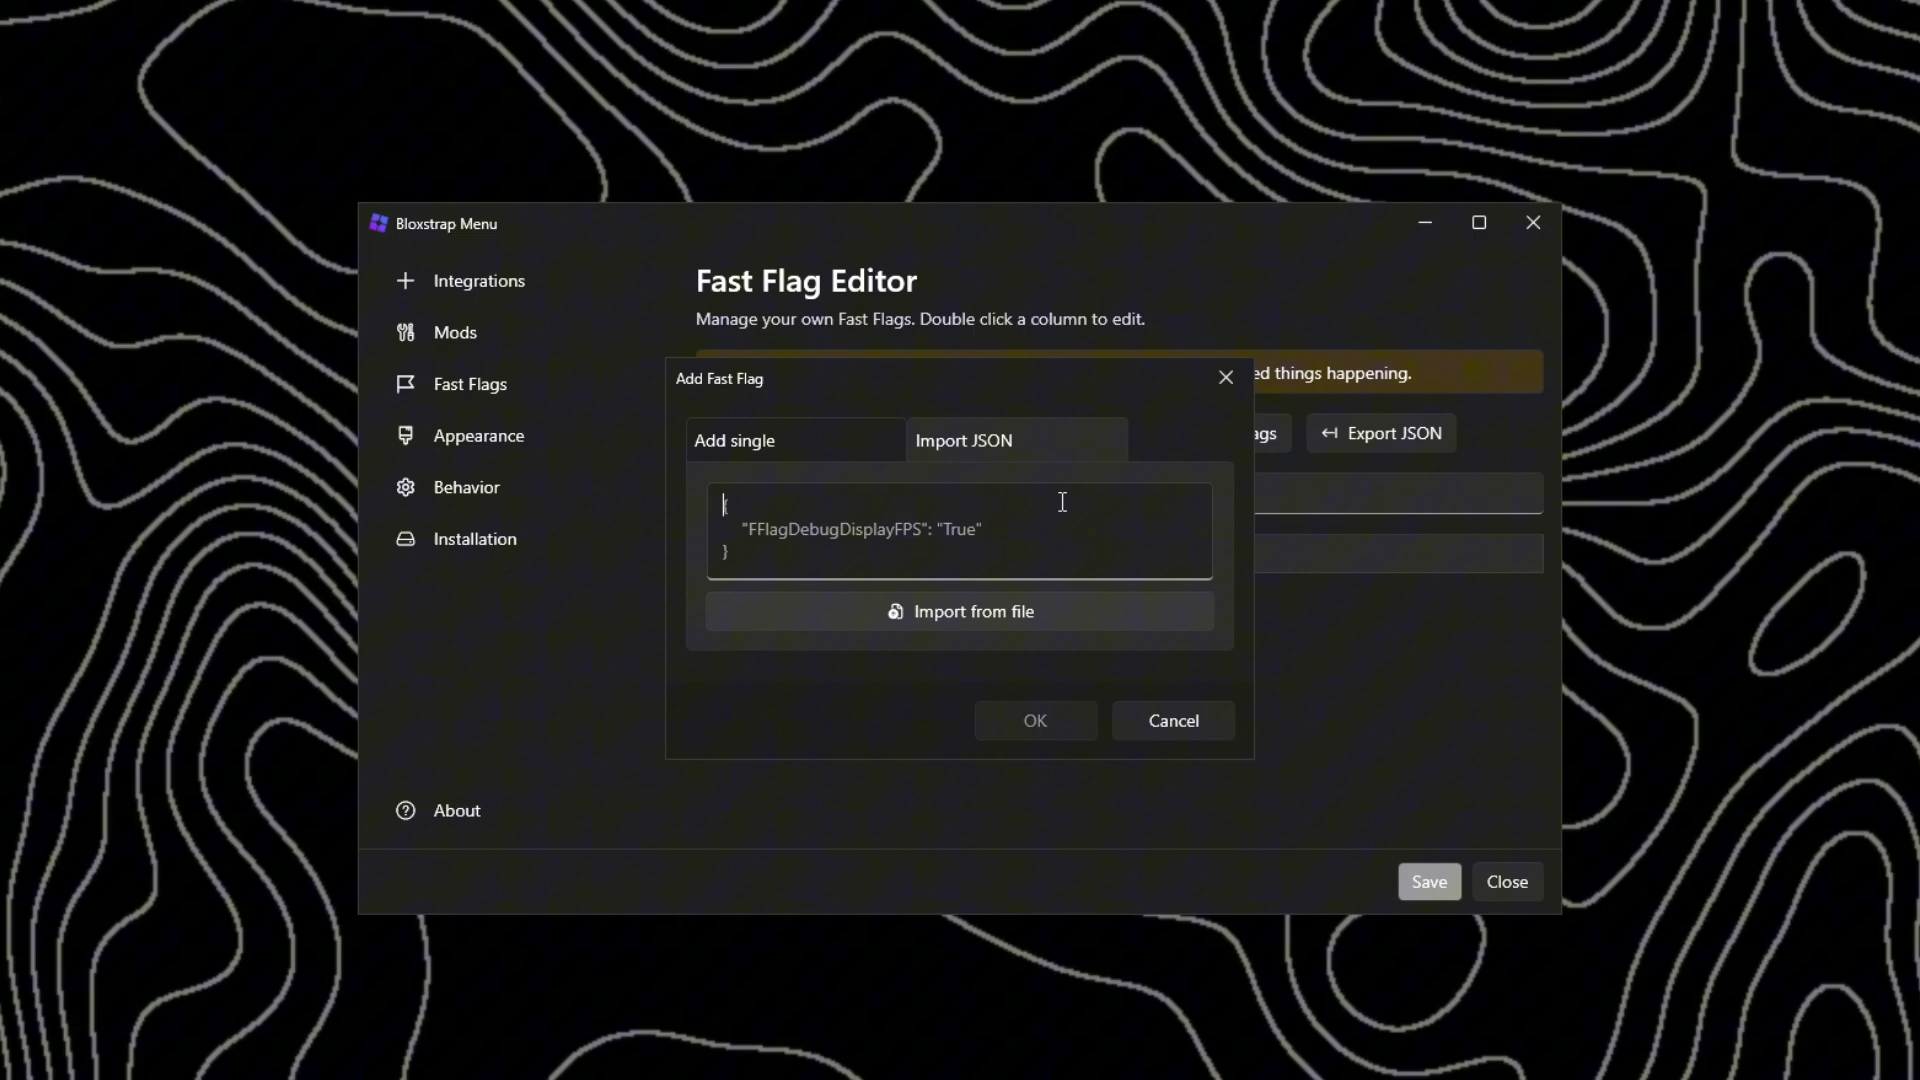 Bloxstrap Menu
Integrations
Mods
Fast Flags
Appearance
Behavior
Installation
About
Fast Flag Editor
Manage your own Fast Flags. Double click a column to edit.
things happening.
Export JSON
Add Fast Flag
Add single
Import JSON
{
"FFlagDebugDisplayFPS": "True"
}
Import from file
OK
Cancel
Save
Close